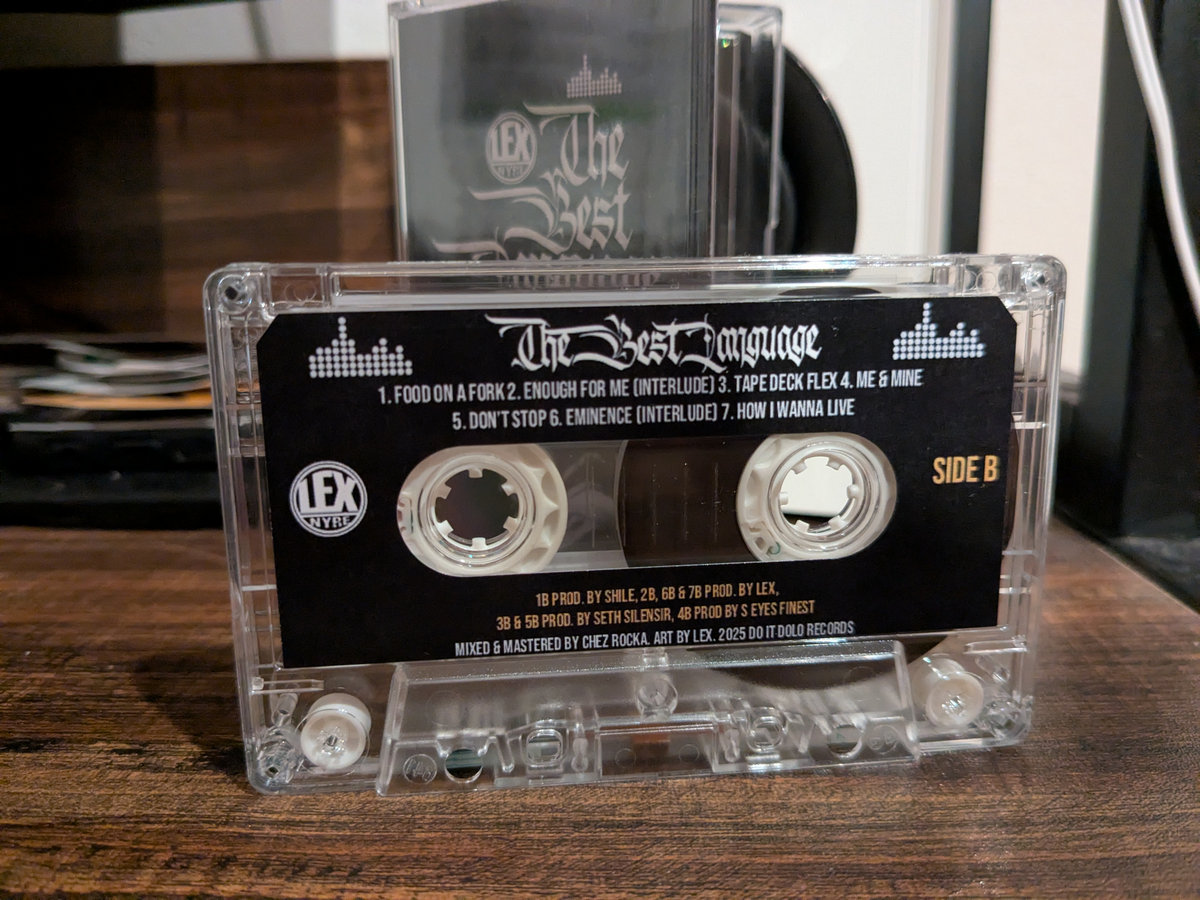 LEX
NYRE
The
Best
Language
The Best Language
1. FOOD ON A FORK 2. ENOUGH FOR ME (INTERLUDE) 3. TAPE DECK FLEX 4. ME & MINE
5. DON'T STOP 6. EMINENCE (INTERLUDE) 7. HOW I WANNA LIVE
LEX
NYRE
SIDE B
1B PROD. BY SHILE, 2B, 6B & 7B PROD. BY LEX,
3B & 5B PROD. BY SETH SILENSIR, 4B PROD BY S EYES FINEST
MIXED & MASTERED BY CHEZ ROCKA. ART BY LEX. 2025 DO IT DOLO RECORDS